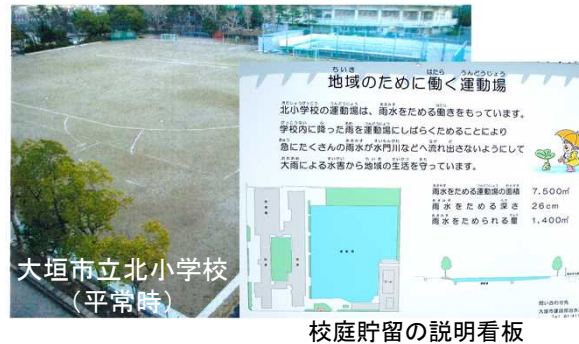 地域のために働く運動場
北小学校の運動場は、雨水をためる働きをもっています。
学校内に降った雨を運動場にしばらくためることにより
急にたくさんの雨水が水門川などへ流れ出さないようにして
大雨による水害から地域の生活を守っています。
雨水をためる運動場の面積 7,500㎡
雨水をためる深さ 26cm
雨水をためられる量 1,400㎥
問い合わせ先
大垣市立北小学校
(平常時)
校庭貯留の説明看板